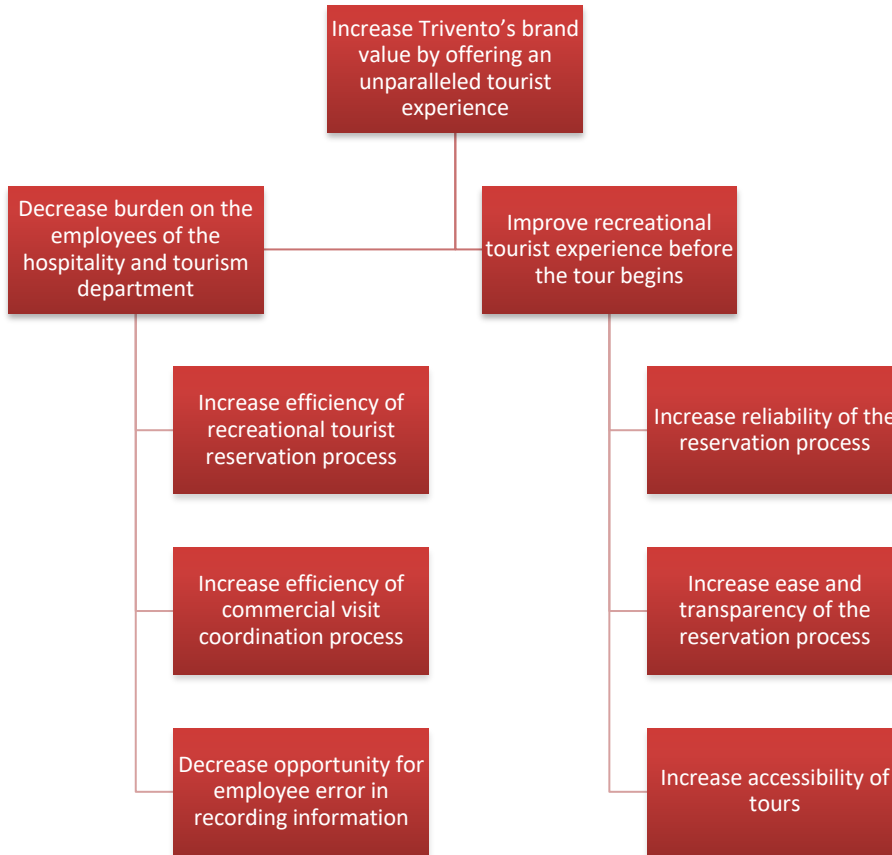 Increase Trivento’s brand
value by offering an
unparalleled tourist
experience
Decrease burden on the
employees of the
hospitality and tourism
department
Improve recreational
tourist experience before
the tour begins
Increase efficiency of
recreational tourist
reservation process
Increase efficiency of
commercial visit
coordination process
Decrease opportunity for
employee error in
recording information
Increase reliability of the
reservation process
Increase ease and
transparency of the
reservation process
Increase accessibility of
tours